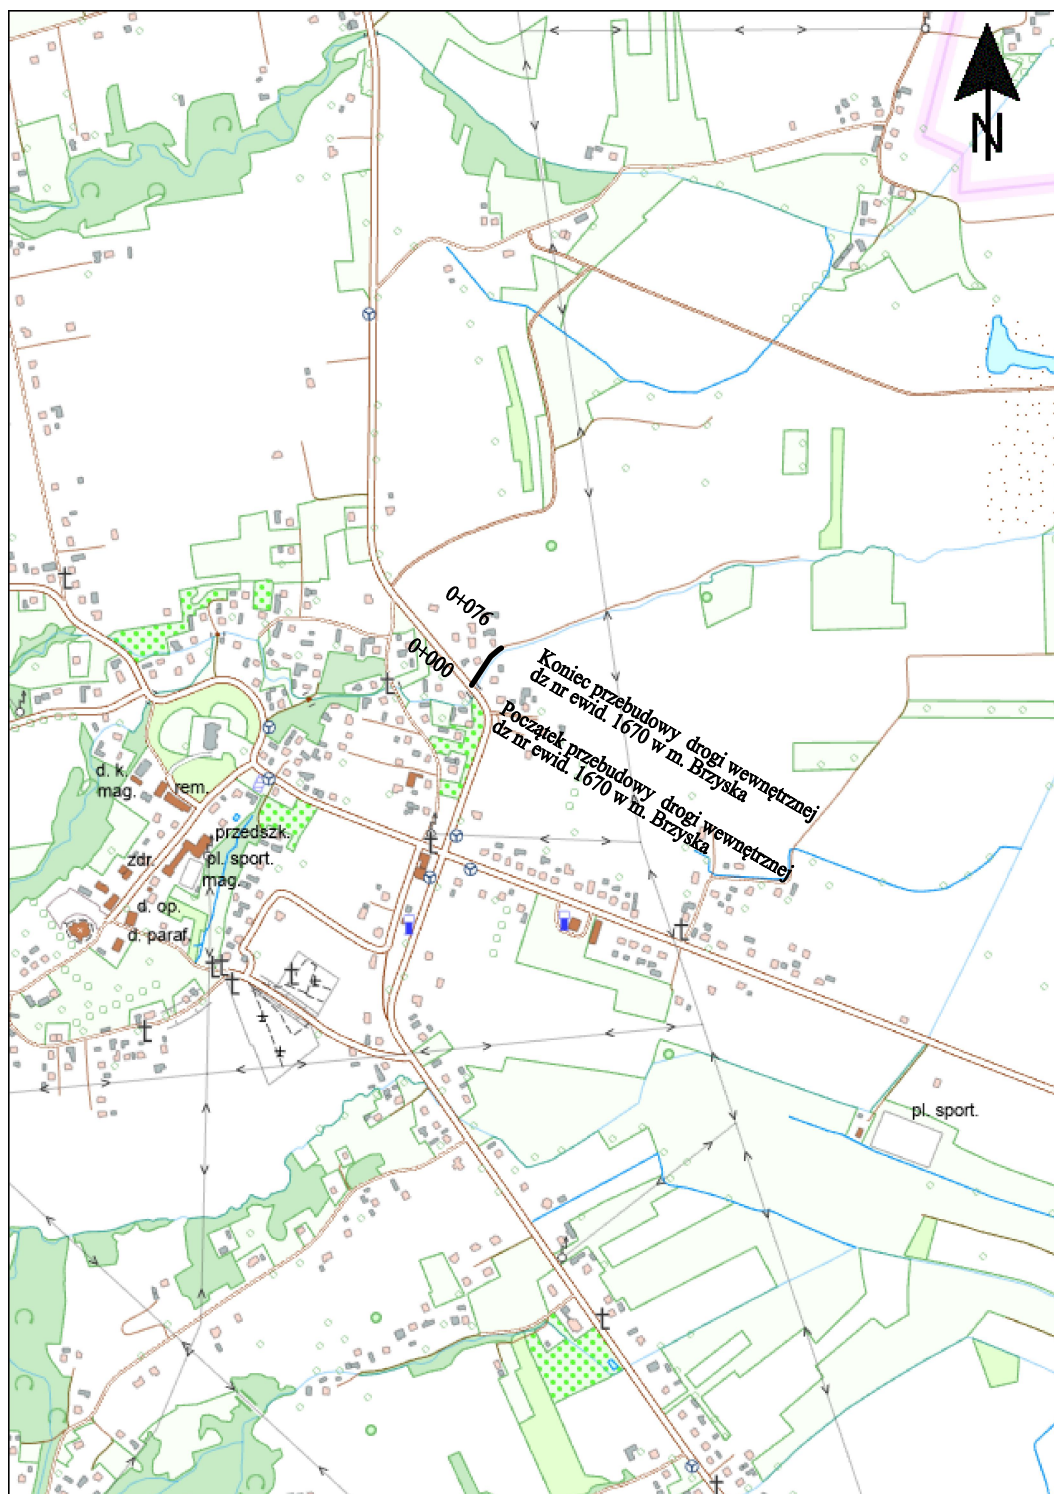 N
0+076
0+000
Koniec przebudowy drogi wewnętrznej
dz nr ewid. 1670 w m. Brzyska
Początek przebudowy drogi wewnętrznej
dz nr ewid. 1670 w m. Brzyska
d. k.
mag.
rem.
przedszk.
zdr.
pl. sport.
mag.
d. op.
d. paraf.
pl. sport.
C
C
C
C
C
C
C